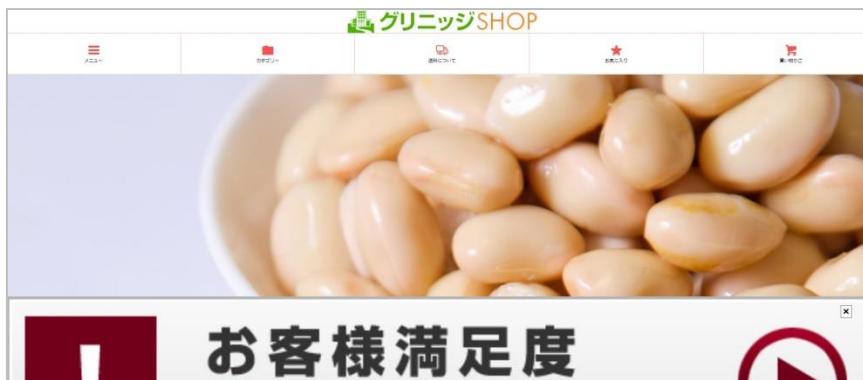 グリニッジSHOP
メニュー
カテゴリー
送料について
お気に入り
買い物かご
お客様満足度